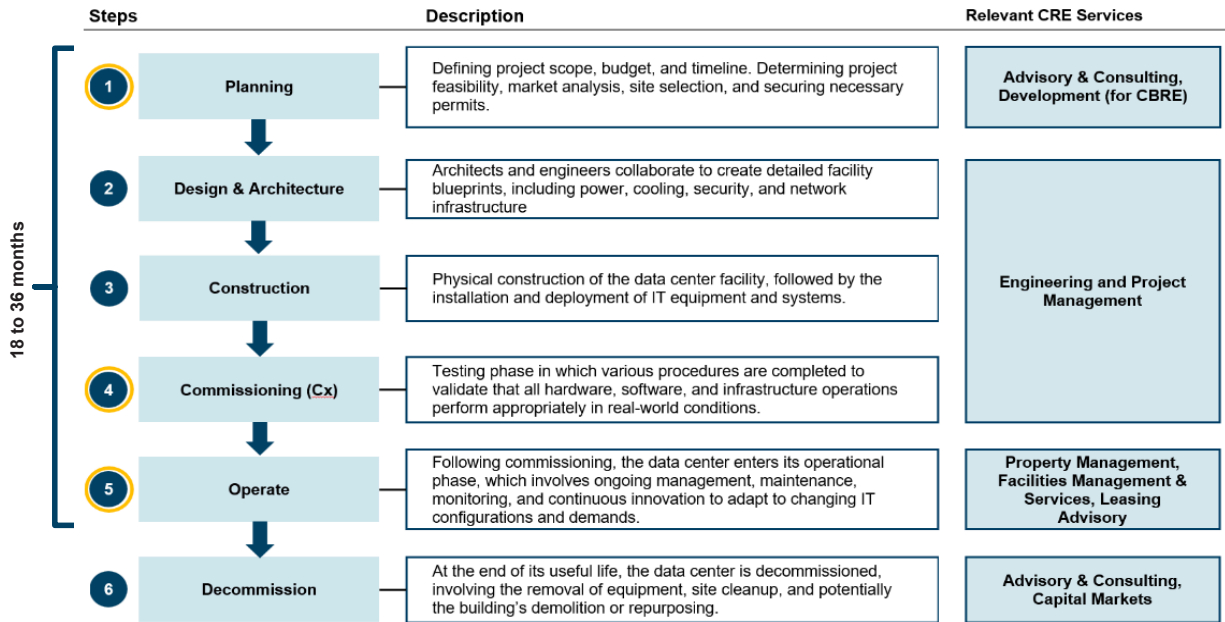 Steps
Description
Relevant CRE Services
18 to 36 months
1
Planning
Defining project scope, budget, and timeline. Determining project
feasibility, market analysis, site selection, and securing necessary
permits.
Advisory & Consulting,
Development (for CBRE)
2
Design & Architecture
Architects and engineers collaborate to create detailed facility
blueprints, including power, cooling, security, and network
infrastructure
Engineering and Project
Management
3
Construction
Physical construction of the data center facility, followed by the
installation and deployment of IT equipment and systems.
4
Commissioning (Cx)
Testing phase in which various procedures are completed to
validate that all hardware, software, and infrastructure operations
perform appropriately in real-world conditions.
5
Operate
Following commissioning, the data center enters its operational
phase, which involves ongoing management, maintenance,
monitoring, and continuous innovation to adapt to changing IT
configurations and demands.
Property Management,
Facilities Management &
Services, Leasing
Advisory
6
Decommission
At the end of its useful life, the data center is decommissioned,
involving the removal of equipment, site cleanup, and potentially
the building's demolition or repurposing.
Advisory & Consulting,
Capital Markets